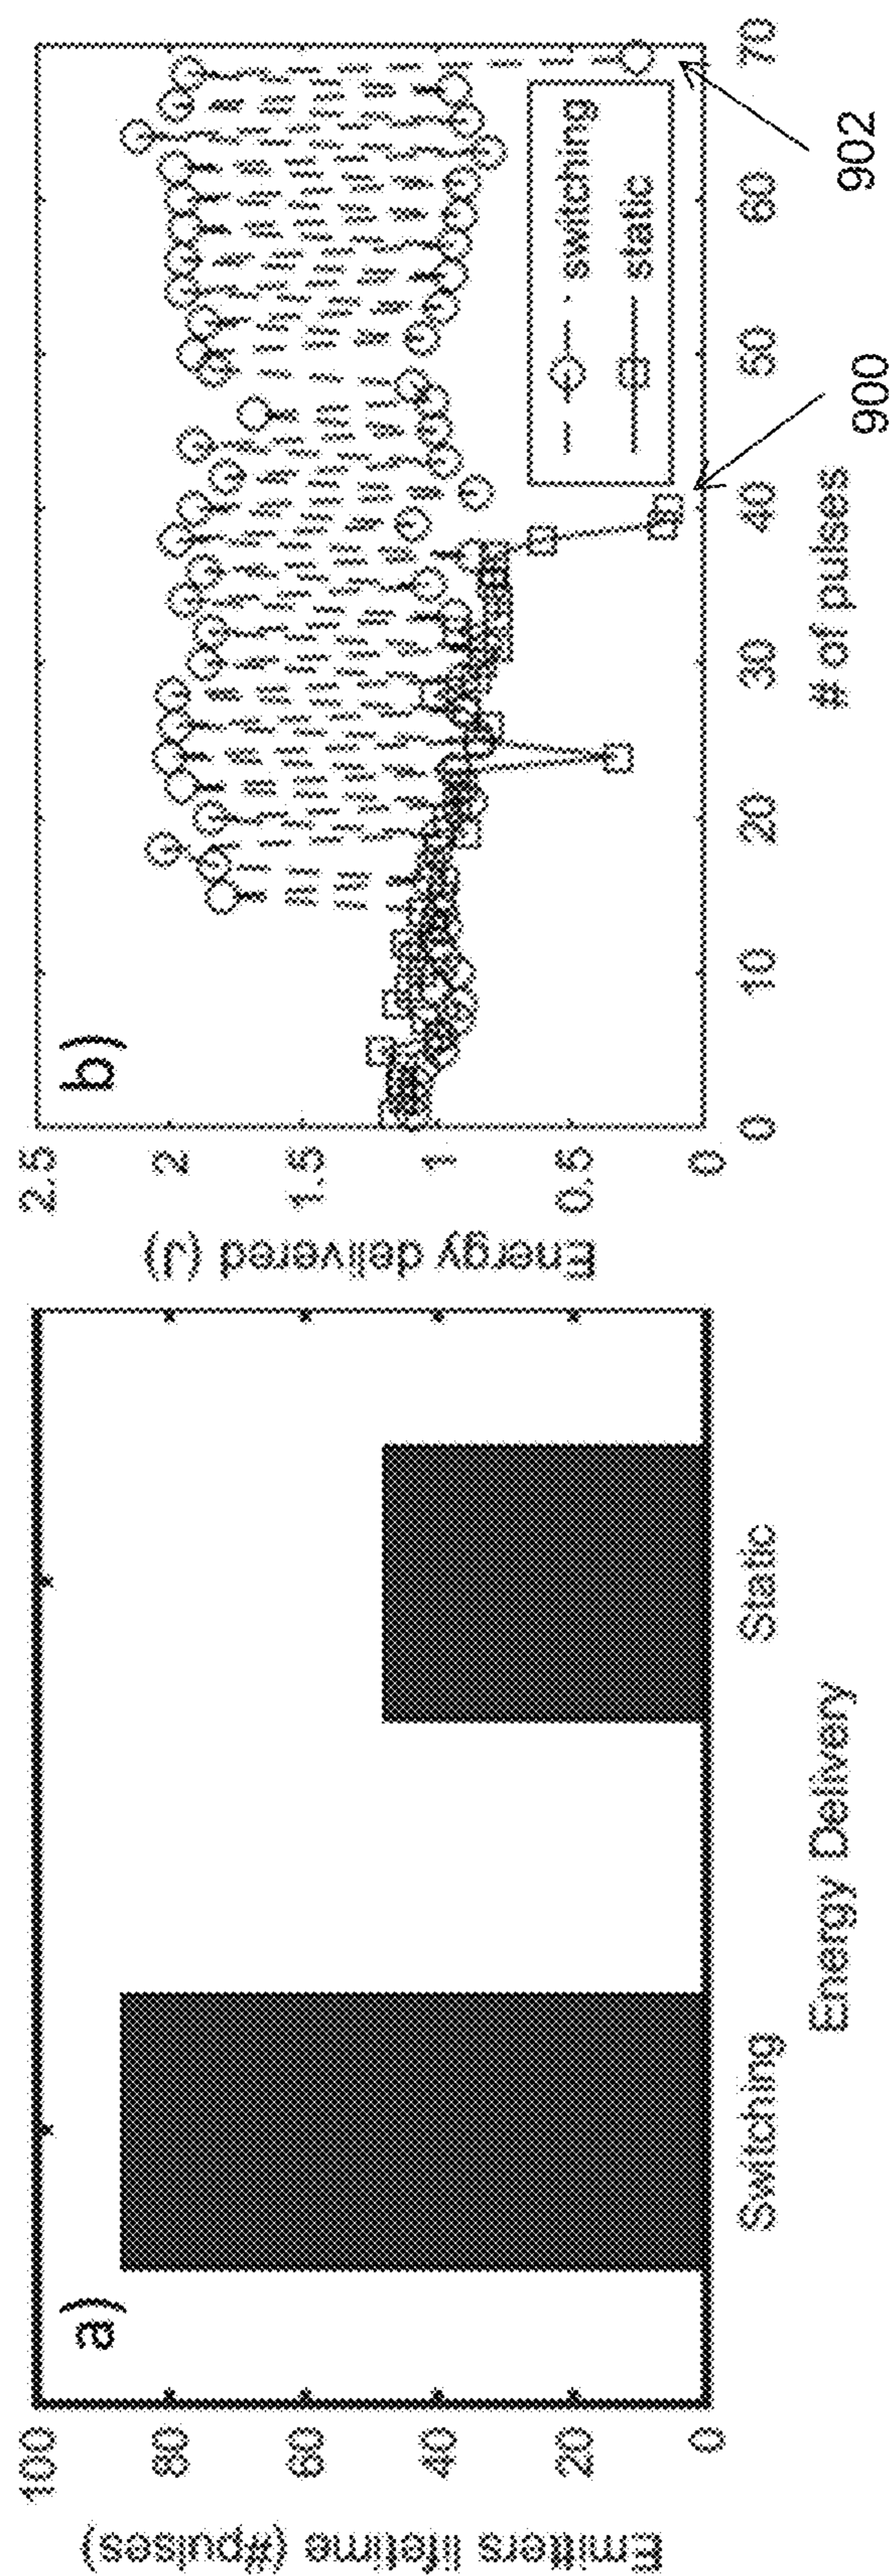 a)
100
80
60
40
20
0
Emitters lifetime (#pulses)
Switching
Static
Energy Delivery
b)
2.5
2
1.5
1
0.5
0
Energy delivered (J)
0
10
20
30
40
50
60
70
# of pulses
switching
static
900
902